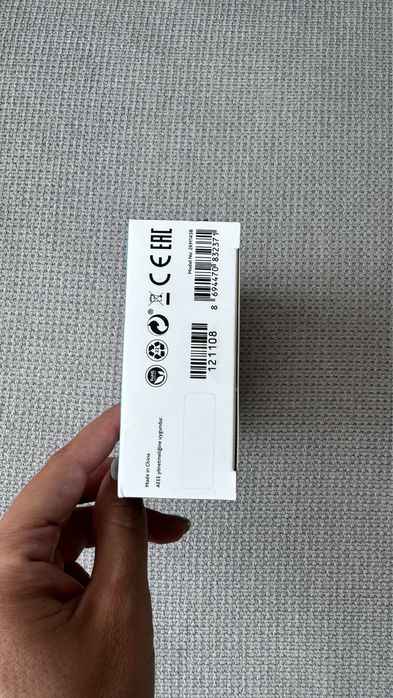 EAC
CE
Model No: ZKM1458
8 694470 832371
121108
Made in China
AEEE yönetmeliğine uygundur.